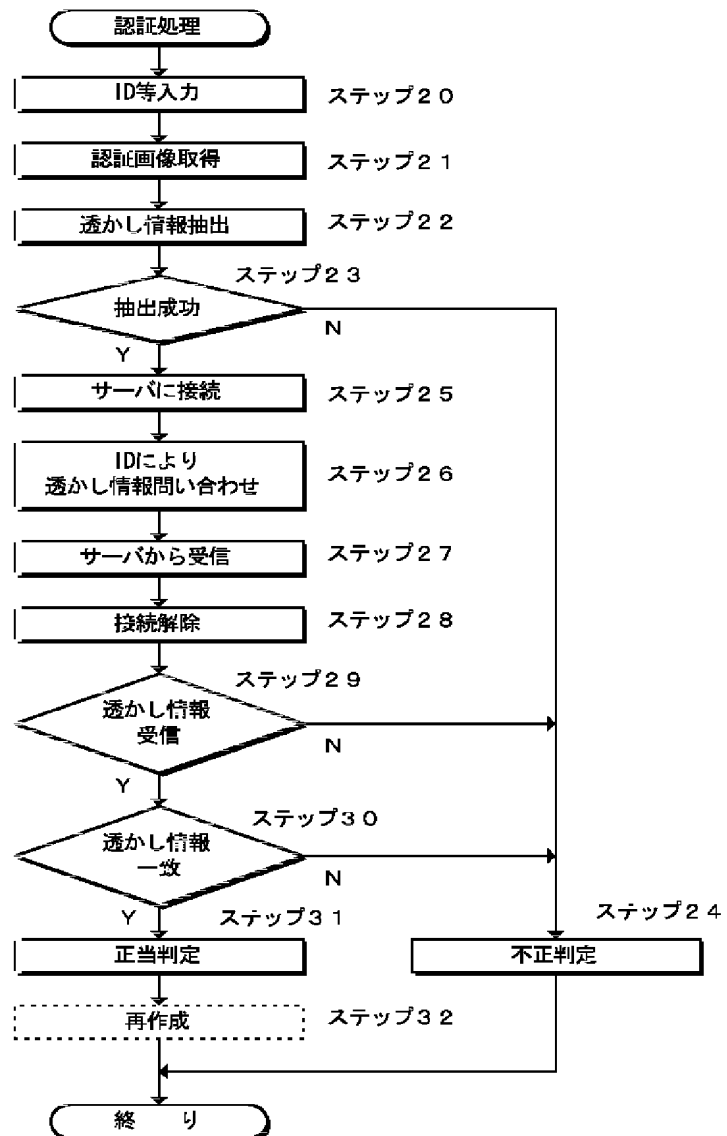 認証処理
ID等入力 ステップ２０
認証画像取得 ステップ２１
透かし情報抽出 ステップ２２
ステップ２３
抽出成功
N
Y
サーバに接続 ステップ２５
IDにより
透かし情報問い合わせ ステップ２６
サーバから受信 ステップ２７
接続解除 ステップ２８
ステップ２９
透かし情報
受信
N
Y
ステップ３０
透かし情報
一致
N
Y
ステップ３１
ステップ２４
正当判定
不正判定
再作成 ステップ３２
終 り